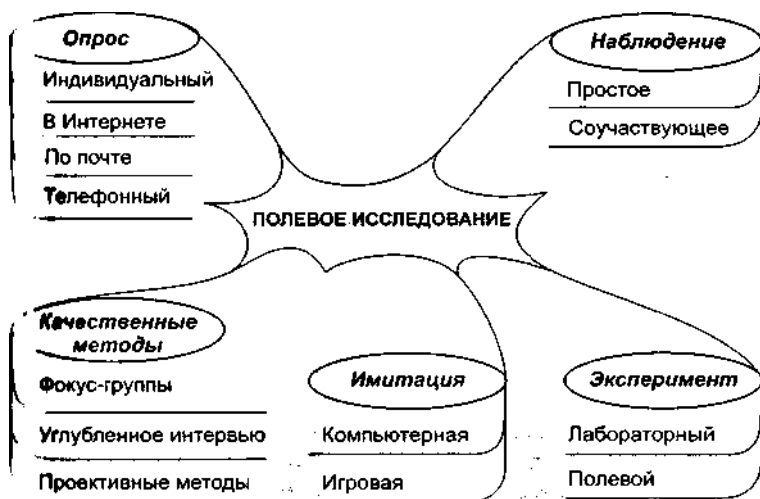 Опрос
Индивидуальный
В Интернете
По почте
Телефонный
Наблюдение
Простое
Соучаствующее
ПОЛЕВОЕ ИССЛЕДОВАНИЕ
Качественные
методы
Фокус-группы
Углубленное интервью
Проективные методы
Имитация
Компьютерная
Игровая
Эксперимент
Лабораторный
Полевой